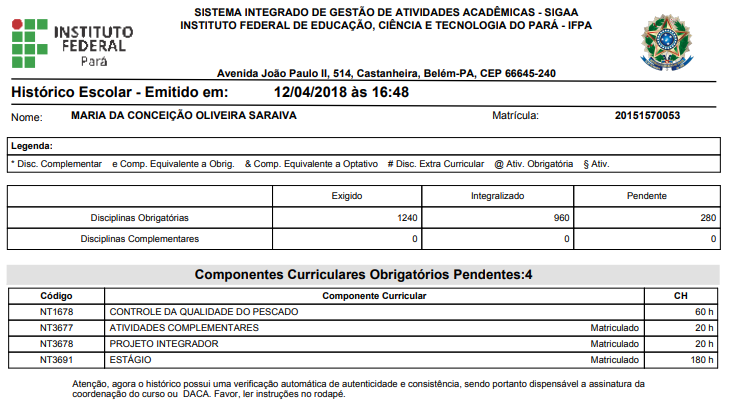 SISTEMA INTEGRADO DE GESTÃO DE ATIVIDADES ACADÊMICAS - SIGAA
INSTITUTO FEDERAL DE EDUCAÇÃO, CIÊNCIA E TECNOLOGIA DO PARÁ - IFPA
INSTITUTO
FEDERAL
Pará
Avenida João Paulo II, 514, Castanheira, Belém-PA, CEP 66645-240
Histórico Escolar - Emitido em: 12/04/2018 às 16:48
Nome: MARIA DA CONCEIÇÃO OLIVEIRA SARAIVA Matrícula: 20151570053
Legenda:
* Disc. Complementar e Comp. Equivalente a Obrig. & Comp. Equivalente a Optativo # Disc. Extra Curricular @ Ativ. Obrigatória § Ativ.
Exigido Integralizado Pendente
Disciplinas Obrigatórias 1240 960 280
Disciplinas Complementares 0 0 0
Componentes Curriculares Obrigatórios Pendentes:4
Código Componente Curricular CH
NT1678 CONTROLE DA QUALIDADE DO PESCADO 60 h
NT3677 ATIVIDADES COMPLEMENTARES Matriculado 20 h
NT3678 PROJETO INTEGRADOR Matriculado 20 h
NT3691 ESTÁGIO Matriculado 180 h
Atenção, agora o histórico possui uma verificação automática de autenticidade e consistência, sendo portanto dispensável a assinatura da
coordenação do curso ou DACA. Favor, ler instruções no rodapé.